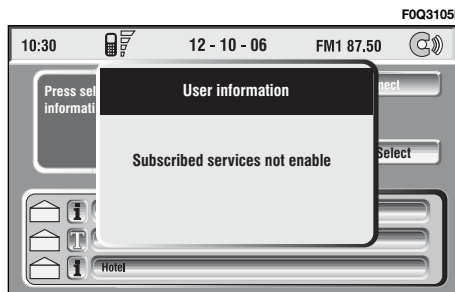 F0Q3105i
10:30 12 - 10 - 06 FM1 87.50
Press sel
informati
nect
User information
Subscribed services not enable
Select
i
T
i Hotel